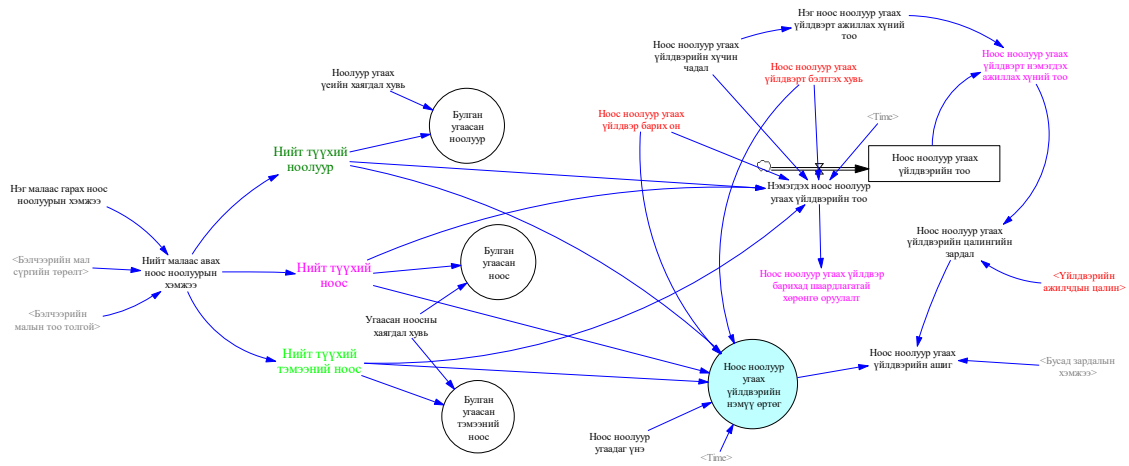 Нэг ноос ноолуур угаах
үйлдвэрт ажиллах хүний
тоо
Ноос ноолуур угаах
үйлдвэрийн хүчин
чадал
Ноос ноолуур угаах
үйлдвэрт нэмэгдэх
ажиллах хүний тоо
Ноос ноолуур угаах
үйлдвэрт бэлтгэх хувь
Ноолуур угаах
үсийн хаягдал хувь
Булган
угаасан
ноолуур
Ноос ноолуур угаах
үйлдвэр барих он
<Time>
Нийт түүхий
ноолуур
Ноос ноолуур угаах
үйлдвэрийн тоо
Нэг малаас гарах ноос
ноолуурын хэмжээ
Нэмэгдэх ноос ноолуур
угаах үйлдвэрийн тоо
<Бэлчээрийн мал
сүргийн төрөлт>
Нийт малаас авах
ноос ноолуурын
хэмжээ
Нийт түүхий
ноос
Булган
угаасан
ноос
Ноос ноолуур угаах
үйлдвэрийн цалингийн
зардал
Ноос ноолуур угаах үйлдвэр
барихад шаардлагатай
хөрөнгө оруулалт
<Үйлдвэрийн
ажилчдын цалин>
<Бэлчээрийн
малын тоо толгой>
Угаасан ноосны
хаягдал хувь
Нийт түүхий
тэмээний ноос
Ноос ноолуур угаах
үйлдвэрийн ашиг
<Бусад зардалын
хэмжээ>
Ноос ноолуур
угаах
үйлдвэрийн
нэмүү өртөг
Булган
угаасан
тэмээний
ноос
Ноос ноолуур
угаадаг үнэ
<Time>